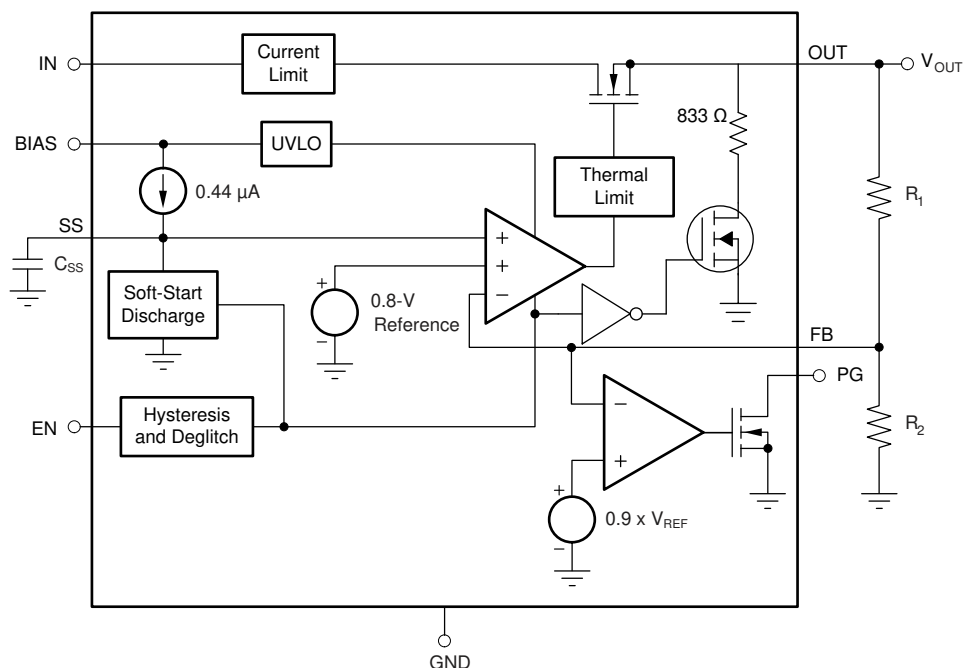 IN
Current
Limit
OUT
V_OUT
833 Ω
BIAS
UVLO
0.44 µA
Thermal
Limit
R_1
SS
C_SS
+
+
−
Soft-Start
Discharge
+
−
0.8-V
Reference
FB
PG
EN
Hysteresis
and Deglitch
−
+
R_2
+
−
0.9 x V_REF
GND